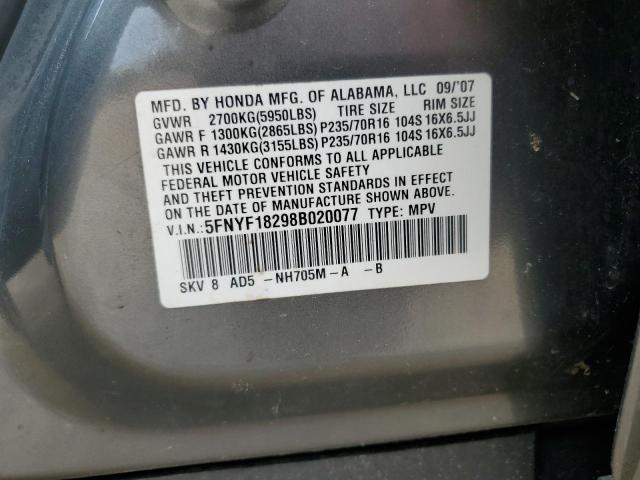 MFD. BY HONDA MFG. OF ALABAMA, LLC 09/'07
GVWR 2700KG(5950LBS) TIRE SIZE RIM SIZE
GAWR F 1300KG(2865LBS) P235/70R16 104S 16X6.5JJ
GAWR R 1430KG(3155LBS) P235/70R16 104S 16X6.5JJ
THIS VEHICLE CONFORMS TO ALL APPLICABLE
FEDERAL MOTOR VEHICLE SAFETY
AND THEFT PREVENTION STANDARDS IN EFFECT
ON THE DATE OF MANUFACTURE SHOWN ABOVE.
V.I.N.:5FNYF18298B020077 TYPE: MPV
SKV 8 AD5 -NH705M-A -B